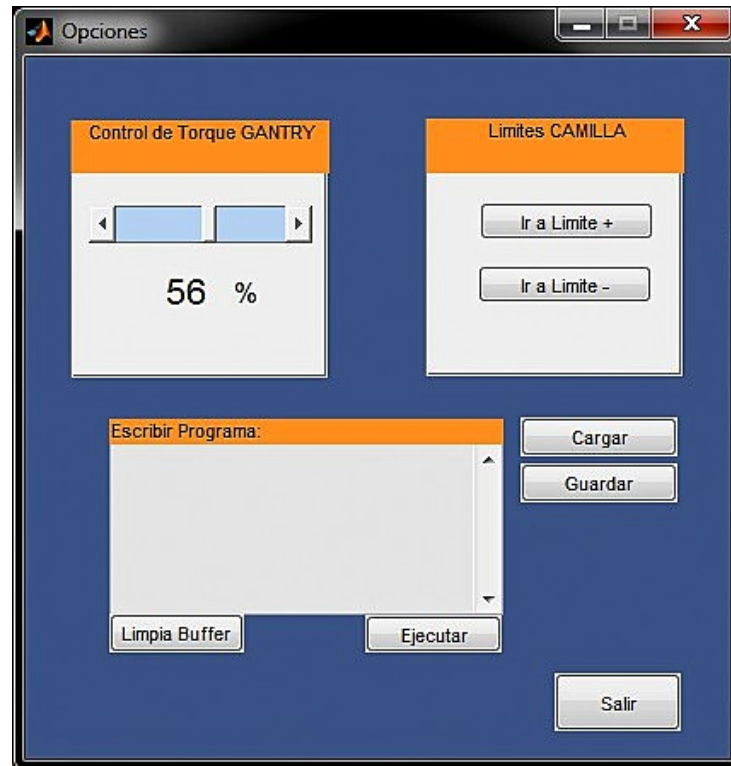 Opciones
Control de Torque GANTRY
Limites CAMILLA
Ir a Limite +
56 %
Ir a Limite -
Escribir Programa:
Cargar
Guardar
Limpia Buffer
Ejecutar
Salir